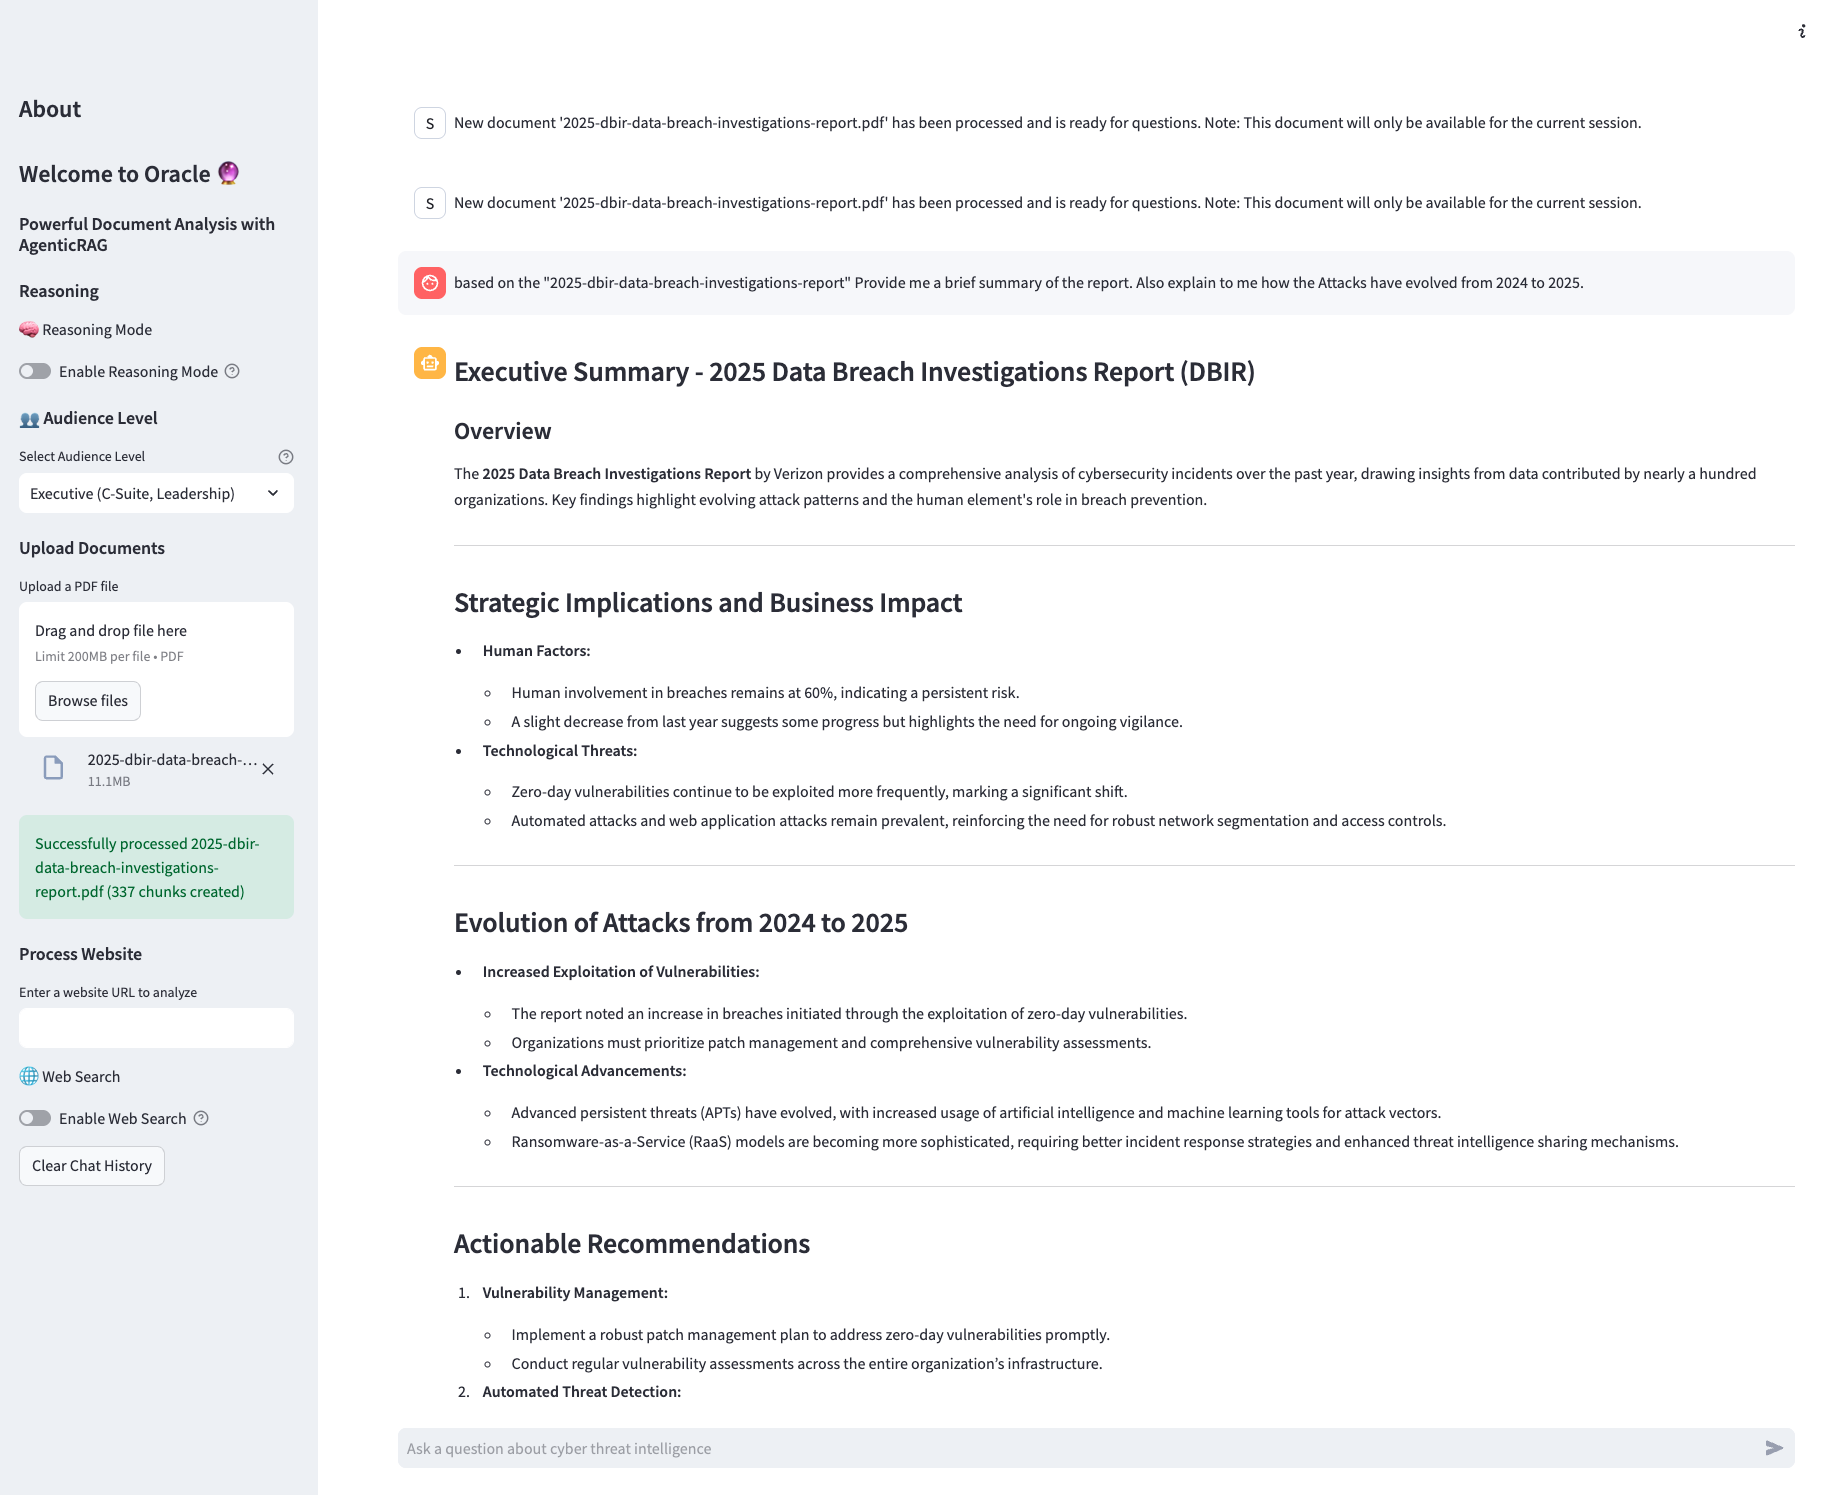 About
Welcome to Oracle 🔮
Powerful Document Analysis with
AgenticRAG
Reasoning
🧠 Reasoning Mode
Enable Reasoning Mode
👥 Audience Level
Select Audience Level
Executive (C-Suite, Leadership)
Upload Documents
Upload a PDF file
Drag and drop file here
Limit 200MB per file • PDF
Browse files
2025-dbir-data-breach-...
11.1MB
Successfully processed 2025-dbir-
data-breach-investigations-
report.pdf (337 chunks created)
Process Website
Enter a website URL to analyze
🌐 Web Search
Enable Web Search
Clear Chat History
i
S
New document '2025-dbir-data-breach-investigations-report.pdf' has been processed and is ready for questions. Note: This document will only be available for the current session.
S
New document '2025-dbir-data-breach-investigations-report.pdf' has been processed and is ready for questions. Note: This document will only be available for the current session.
based on the "2025-dbir-data-breach-investigations-report" Provide me a brief summary of the report. Also explain to me how the Attacks have evolved from 2024 to 2025.
Executive Summary - 2025 Data Breach Investigations Report (DBIR)
Overview
The 2025 Data Breach Investigations Report by Verizon provides a comprehensive analysis of cybersecurity incidents over the past year, drawing insights from data contributed by nearly a hundred
organizations. Key findings highlight evolving attack patterns and the human element's role in breach prevention.
Strategic Implications and Business Impact
• Human Factors:
◦ Human involvement in breaches remains at 60%, indicating a persistent risk.
◦ A slight decrease from last year suggests some progress but highlights the need for ongoing vigilance.
• Technological Threats:
◦ Zero-day vulnerabilities continue to be exploited more frequently, marking a significant shift.
◦ Automated attacks and web application attacks remain prevalent, reinforcing the need for robust network segmentation and access controls.
Evolution of Attacks from 2024 to 2025
• Increased Exploitation of Vulnerabilities:
◦ The report noted an increase in breaches initiated through the exploitation of zero-day vulnerabilities.
◦ Organizations must prioritize patch management and comprehensive vulnerability assessments.
• Technological Advancements:
◦ Advanced persistent threats (APTs) have evolved, with increased usage of artificial intelligence and machine learning tools for attack vectors.
◦ Ransomware-as-a-Service (RaaS) models are becoming more sophisticated, requiring better incident response strategies and enhanced threat intelligence sharing mechanisms.
Actionable Recommendations
1. Vulnerability Management:
◦ Implement a robust patch management plan to address zero-day vulnerabilities promptly.
◦ Conduct regular vulnerability assessments across the entire organization’s infrastructure.
2. Automated Threat Detection:
Ask a question about cyber threat intelligence